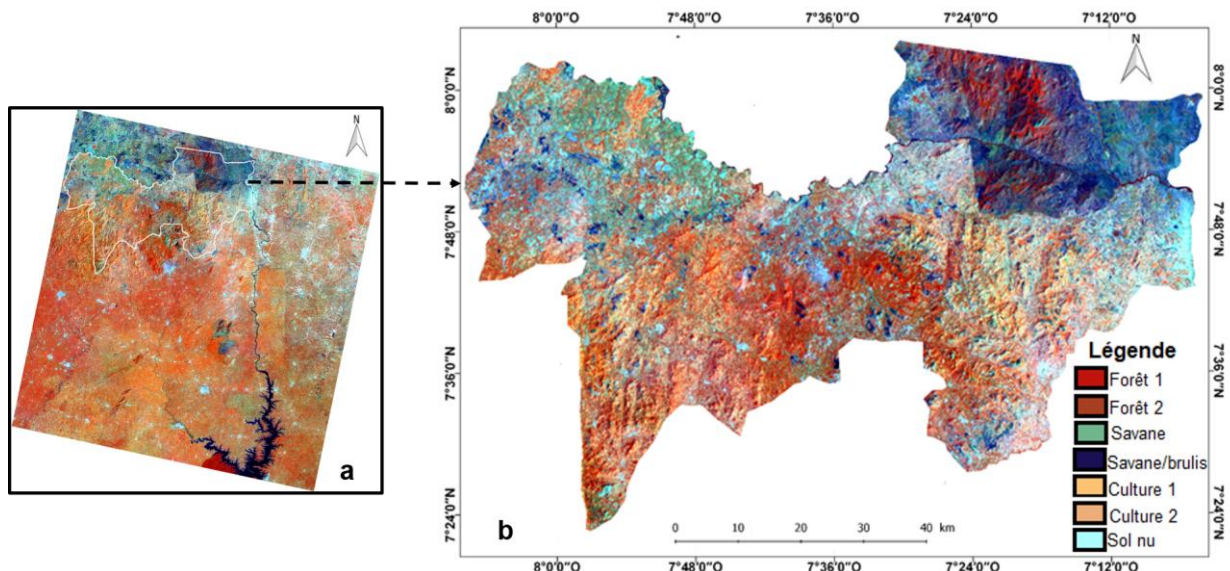 N
a
8°0'0"O 7°48'0"O 7°36'0"O 7°24'0"O 7°12'0"O
N
8°0'0"N 8°0'0"N
7°48'0"N 7°48'0"N
7°36'0"N 7°36'0"N
7°24'0"N 7°24'0"N
Légende
Forêt 1
Forêt 2
Savane
Savane/brulis
Culture 1
Culture 2
Sol nu
b
0 10 20 30 40 km
8°0'0"O 7°48'0"O 7°36'0"O 7°24'0"O 7°12'0"O